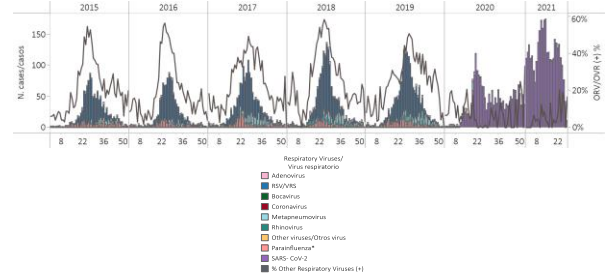 2015 2016 2017 2018 2019 2020 2021
N. cases/casos
150
100
50
0
60%
40%
20%
0%
ORV/OVR (+) %
8 22 36 50 8 22 36 50 8 22 36 50 8 22 36 50 8 22 36 50 8 22 36 50 8 22
Respiratory Viruses/
Virus respiratorio
Adenovirus
RSV/VRS
Bocavirus
Coronavirus
Metapneumovirus
Rhinovirus
Other viruses/Otros virus
Parainfluenza*
SARS- CoV-2
% Other Respiratory Viruses (+)